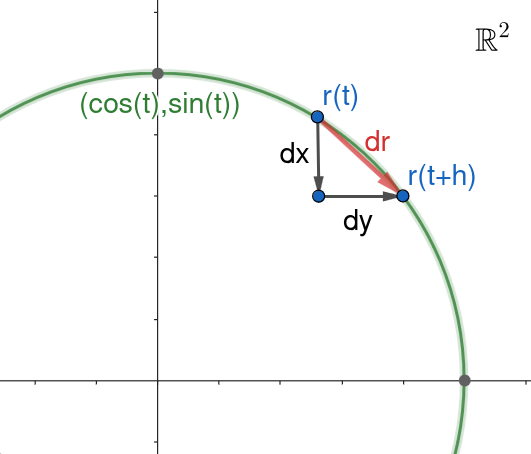 ℝ²
r(t)
(cos(t),sin(t))
dr
dx
r(t+h)
dy